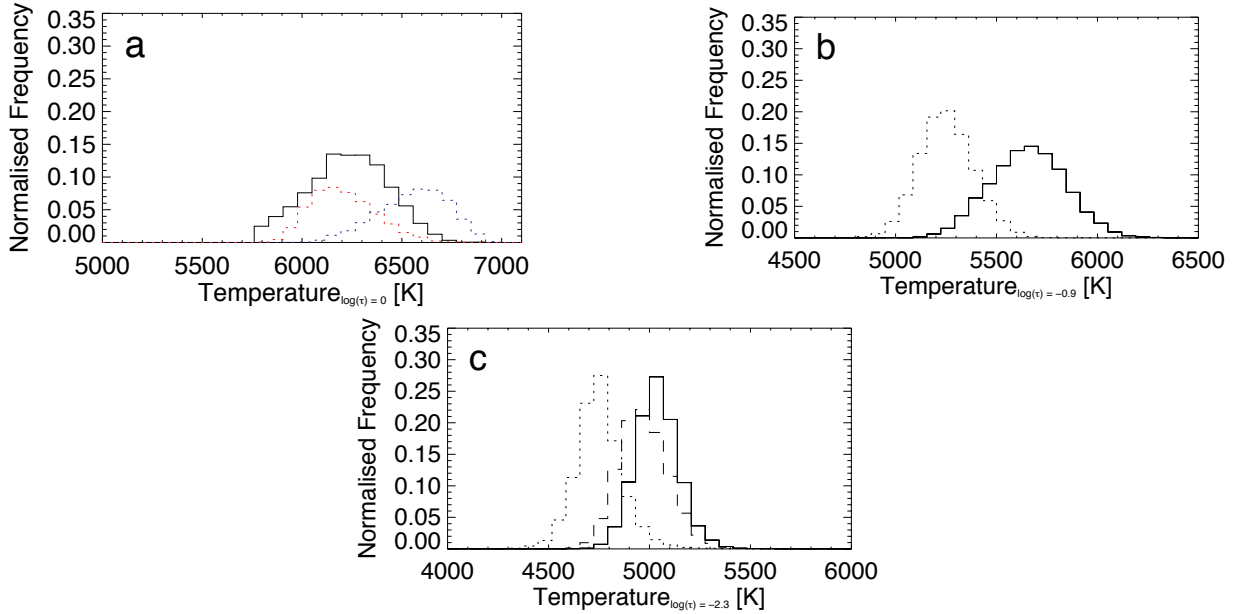 a
0.35
0.30
0.25
0.20
0.15
0.10
0.05
0.00
Normalised Frequency
5000 5500 6000 6500 7000
Temperature log(τ) = 0 [K]
b
0.35
0.30
0.25
0.20
0.15
0.10
0.05
0.00
Normalised Frequency
4500 5000 5500 6000 6500
Temperature log(τ) = −0.9 [K]
c
0.35
0.30
0.25
0.20
0.15
0.10
0.05
0.00
Normalised Frequency
4000 4500 5000 5500 6000
Temperature log(τ) = −2.3 [K]